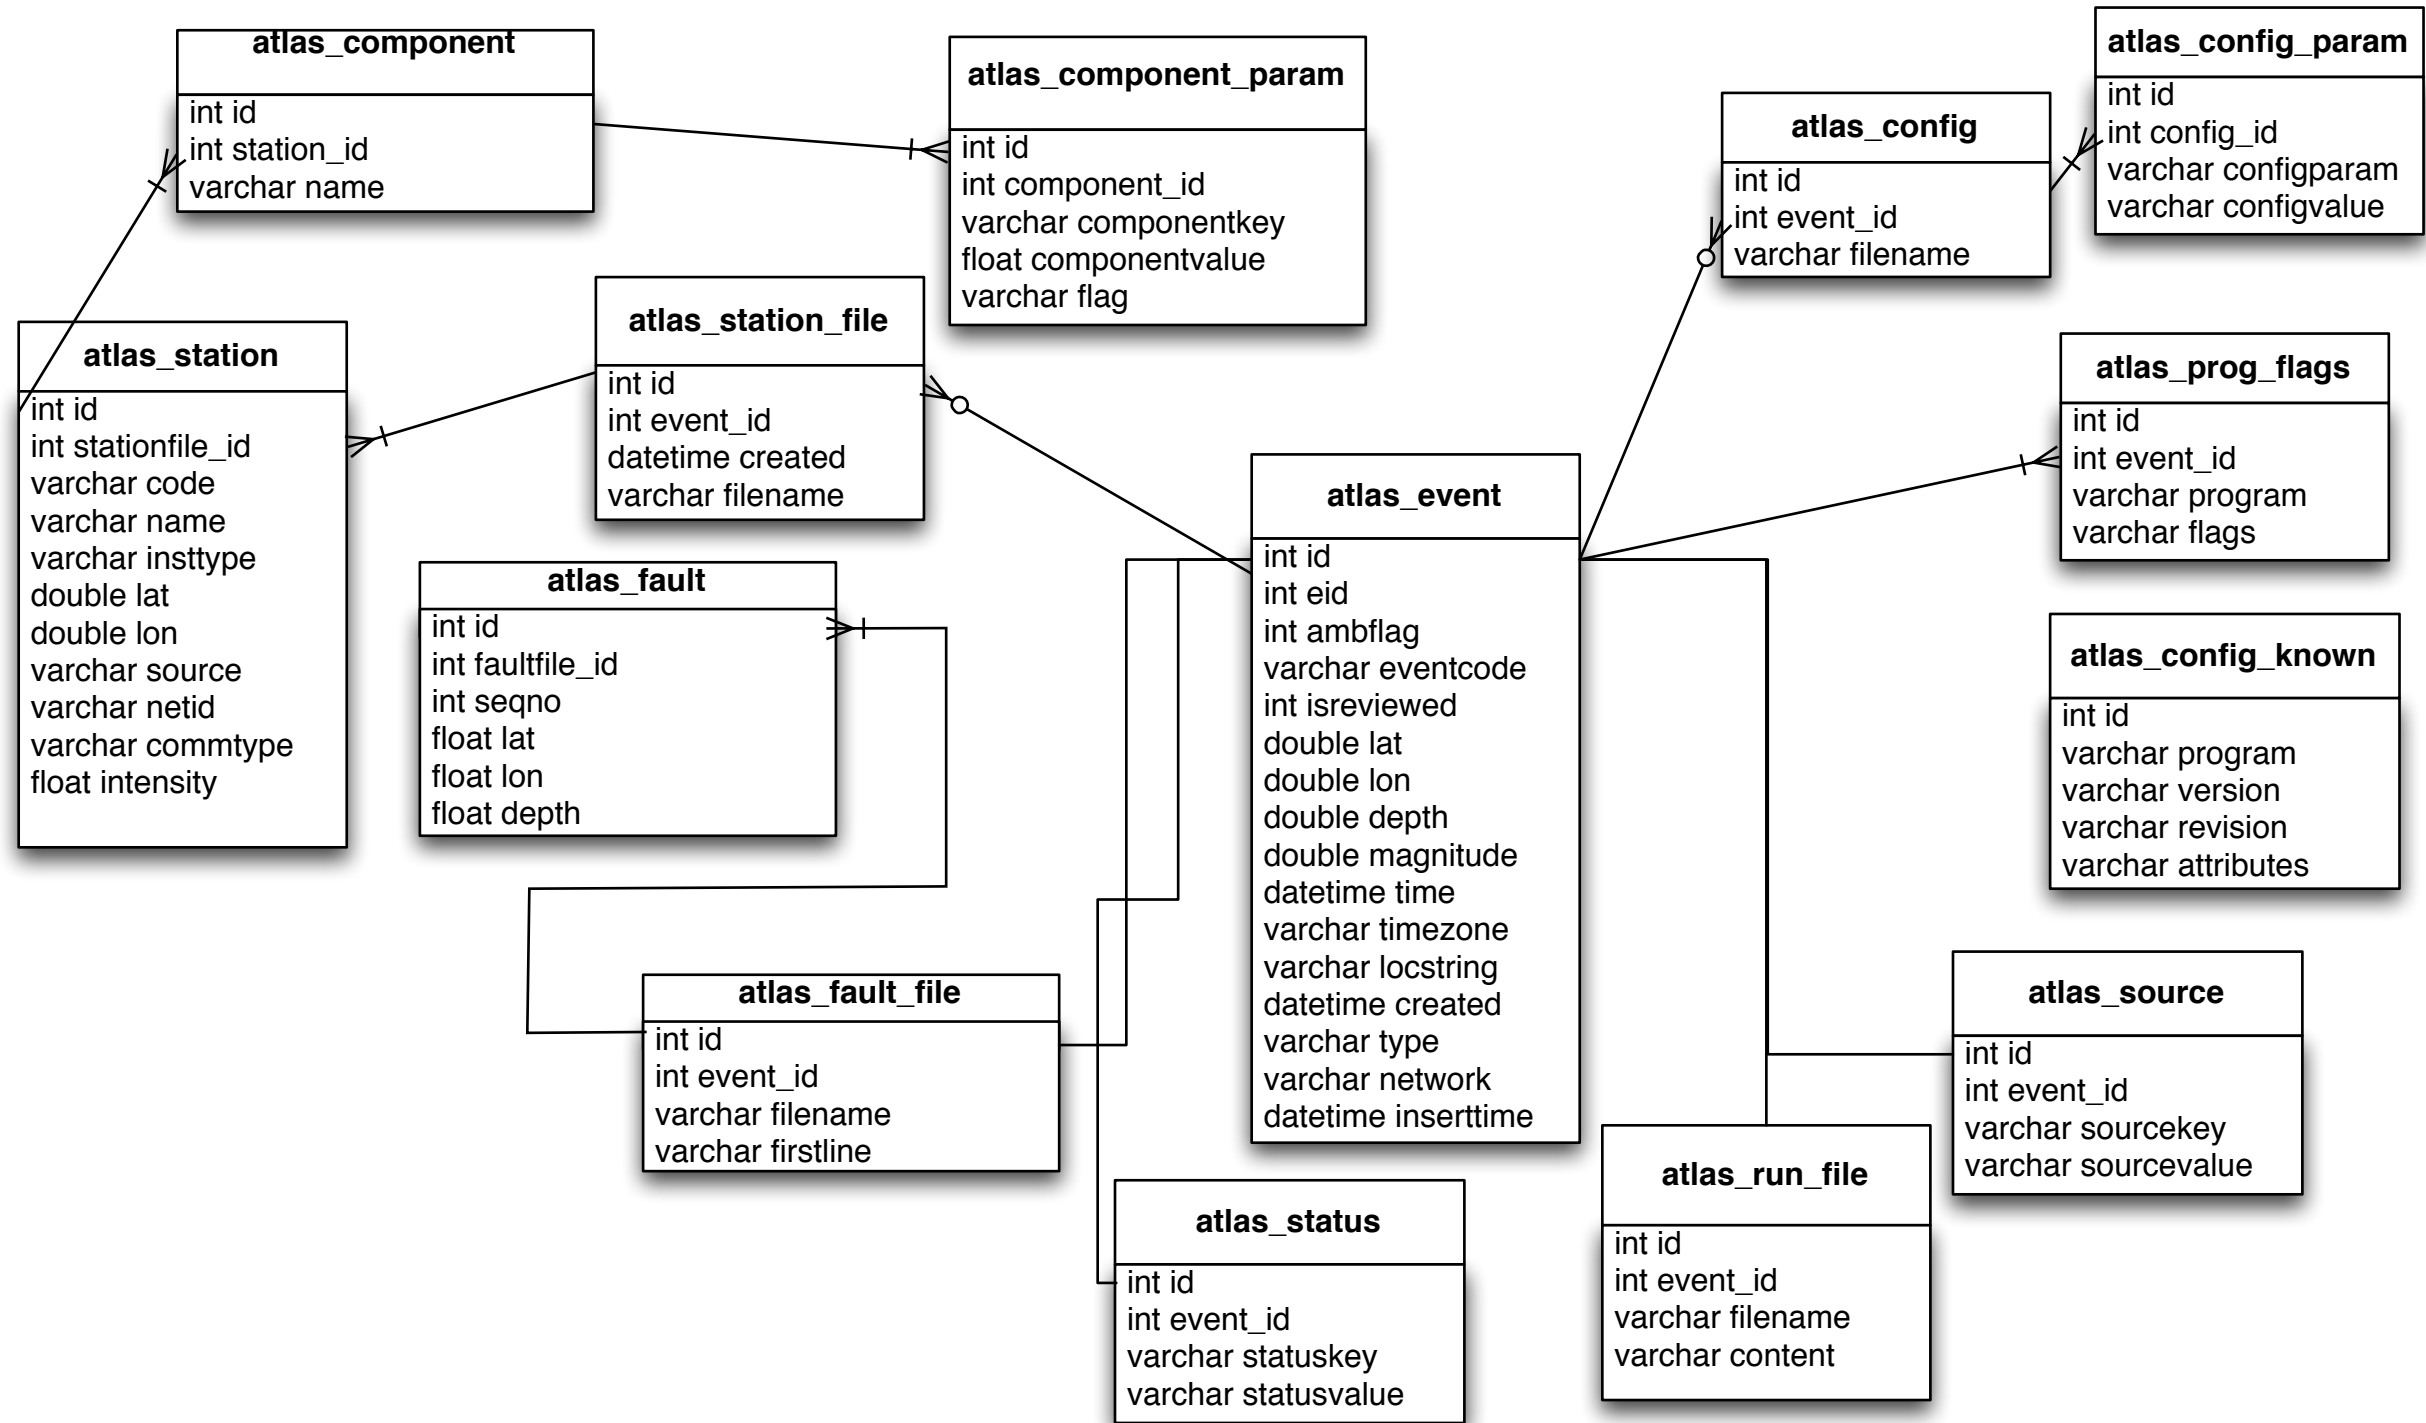 atlas_component
int id
int station_id
varchar name
atlas_component_param
int id
int component_id
varchar componentkey
float componentvalue
varchar flag
atlas_config
int id
int event_id
varchar filename
atlas_config_param
int id
int config_id
varchar configparam
varchar configvalue
atlas_station
int id
int stationfile_id
varchar code
varchar name
varchar insttype
double lat
double lon
varchar source
varchar netid
varchar commtype
float intensity
atlas_station_file
int id
int event_id
datetime created
varchar filename
atlas_prog_flags
int id
int event_id
varchar program
varchar flags
atlas_fault
int id
int faultfile_id
int seqno
float lat
float lon
float depth
atlas_event
int id
int eid
int ambflag
varchar eventcode
int isreviewed
double lat
double lon
double depth
double magnitude
datetime time
varchar timezone
varchar locstring
datetime created
varchar type
varchar network
datetime inserttime
atlas_config_known
int id
varchar program
varchar version
varchar revision
varchar attributes
atlas_fault_file
int id
int event_id
varchar filename
varchar firstline
atlas_source
int id
int event_id
varchar sourcekey
varchar sourcevalue
atlas_status
int id
int event_id
varchar statuskey
varchar statusvalue
atlas_run_file
int id
int event_id
varchar filename
varchar content